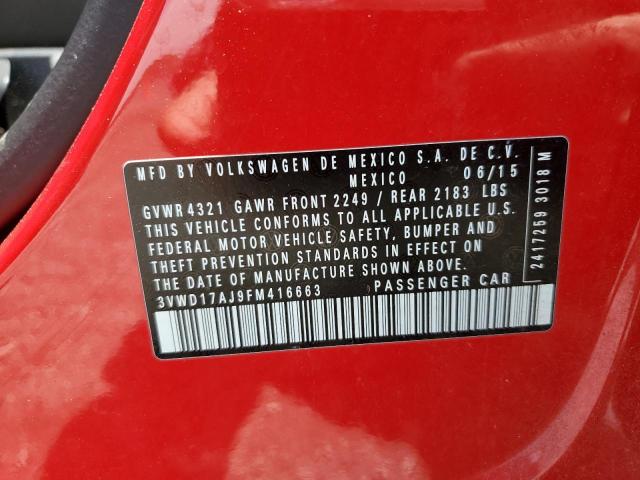 MFD BY VOLKSWAGEN DE MEXICO S.A. DE C.V.
MEXICO 06/15
GVWR 4321 GAWR FRONT 2249 / REAR 2183 LBS
THIS VEHICLE CONFORMS TO ALL APPLICABLE U.S.
FEDERAL MOTOR VEHICLE SAFETY, BUMPER AND
THEFT PREVENTION STANDARDS IN EFFECT ON
THE DATE OF MANUFACTURE SHOWN ABOVE.
3VWD17AJ9FM416663 PASSENGER CAR
2417259 3018 M